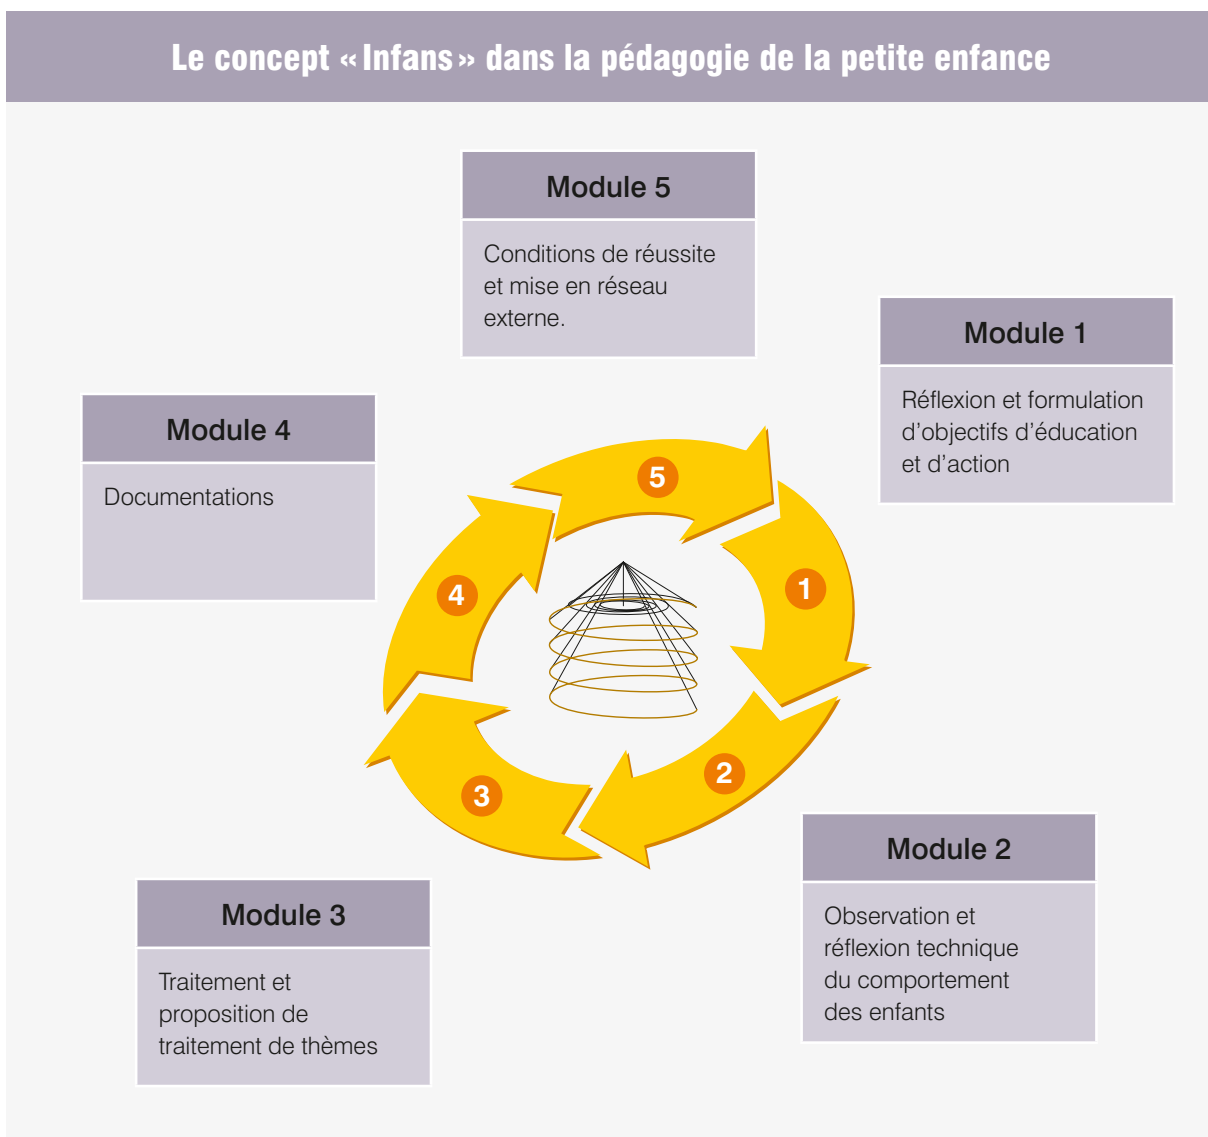 Le concept «Infans» dans la pédagogie de la petite enfance
Module 5
Conditions de réussite
et mise en réseau
externe.
Module 1
Réflexion et formulation
d’objectifs d’éducation
et d’action
Module 4
Documentations
5
1
4
2
3
Module 2
Observation et
réflexion technique
du comportement
des enfants
Module 3
Traitement et
proposition de
traitement de thèmes